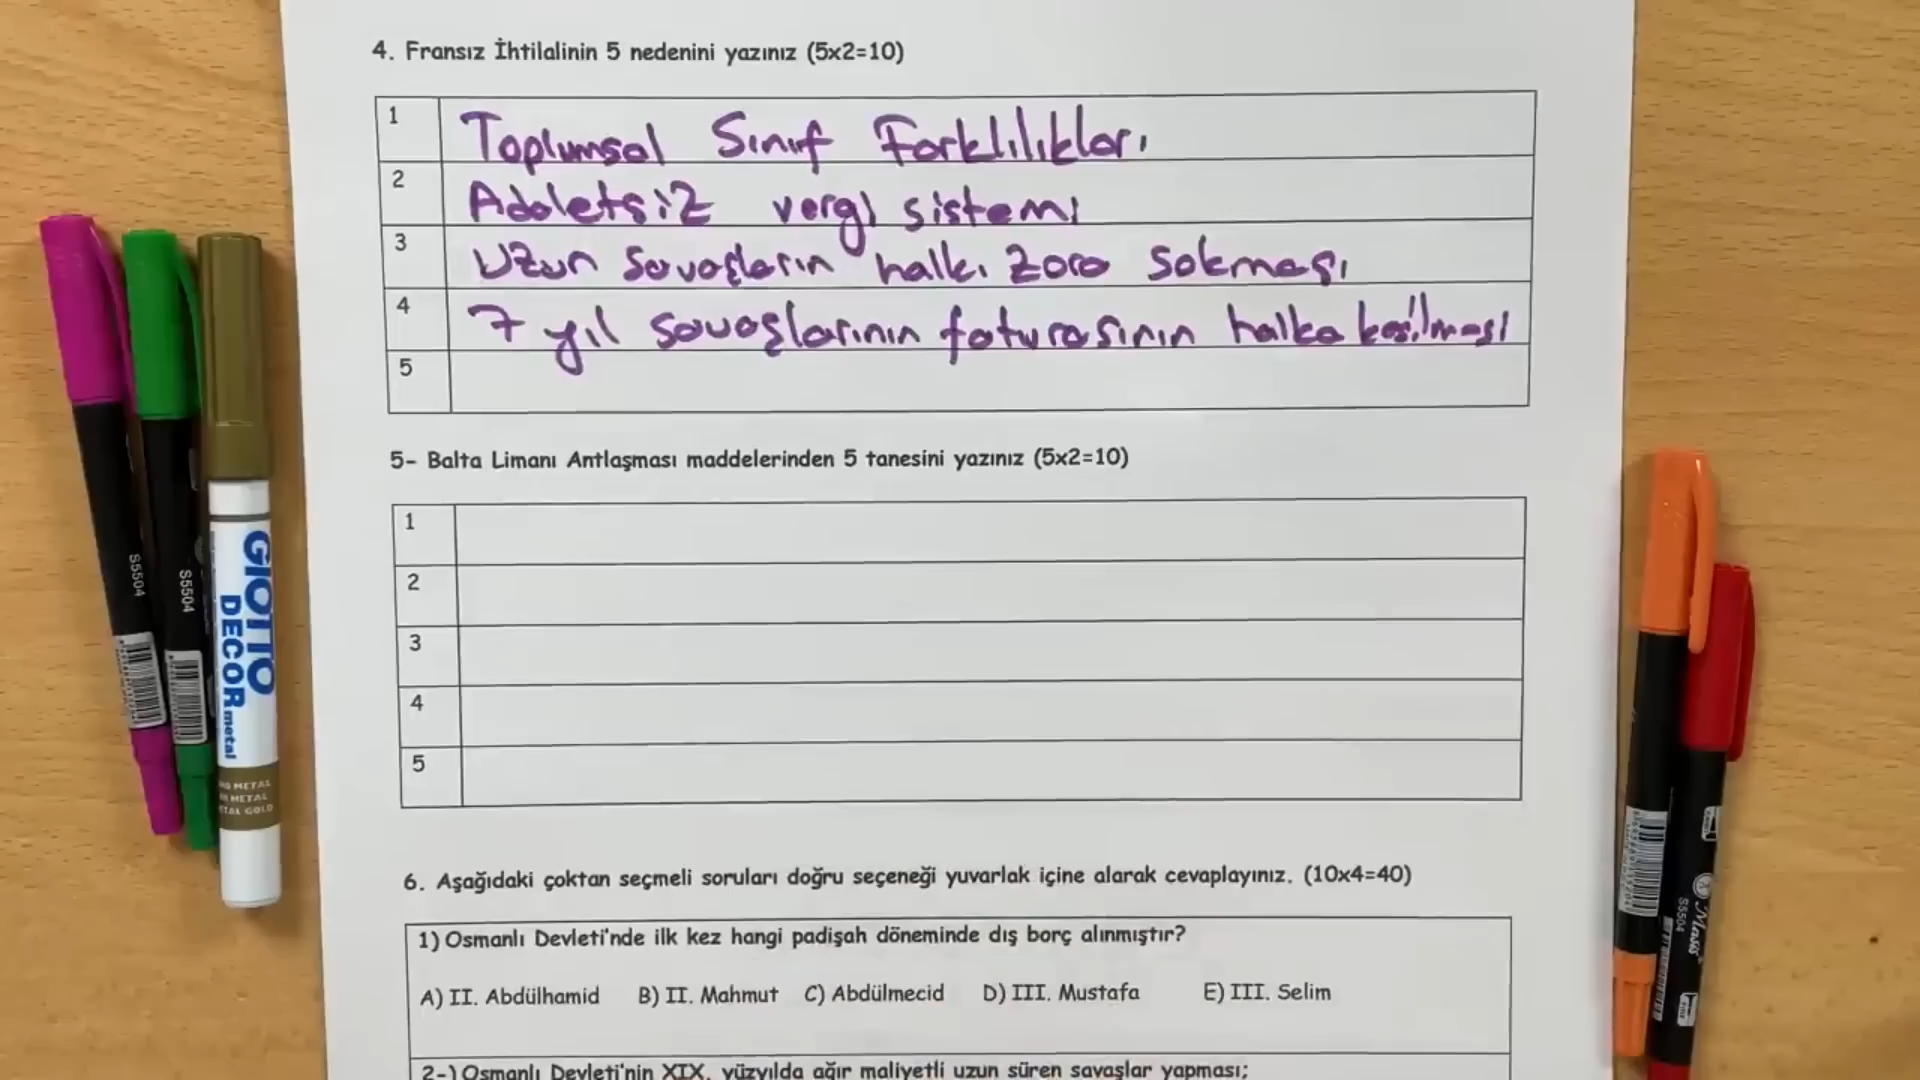 4. Fransız İhtilalinin 5 nedenini yazınız (5x2=10)
1 Toplumsal Sınıf Farklılıkları
2 Adaletsiz vergi sistemi
3 Uzun Savaşların halkı zora sokması
4 7 yıl savaşlarının faturasının halka kesilmesi
5
5- Balta Limanı Antlaşması maddelerinden 5 tanesini yazınız (5x2=10)
1
2
3
4
5
6. Aşağıdaki çoktan seçmeli soruları doğru seçeneği yuvarlak içine alarak cevaplayınız. (10x4=40)
1) Osmanlı Devleti'nde ilk kez hangi padişah döneminde dış borç alınmıştır?
A) II. Abdülhamid B) II. Mahmut C) Abdülmecid D) III. Mustafa E) III. Selim
2-) Osmanlı Devleti'nin XIX. yüzyılda ağır maliyetli uzun süren savaşlar yapması;
S5504
S5504
GIOTTO
DECOR metal
METAL
METAL GOLD
Masis
S5504